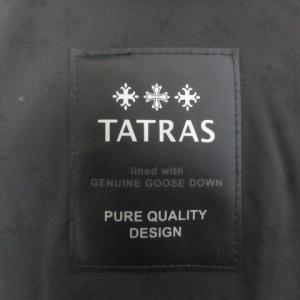 TATRAS
lined with
GENUINE GOOSE DOWN
PURE QUALITY
DESIGN